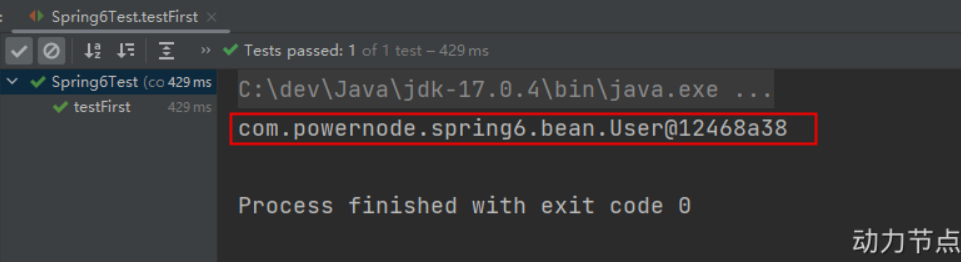 : Spring6Test.testFirst ×
» Tests passed: 1 of 1 test – 429 ms
Spring6Test (co 429 ms
testFirst 429 ms
C:\dev\Java\jdk-17.0.4\bin\java.exe ...
com.powernode.spring6.bean.User@12468a38
Process finished with exit code 0
动力节点